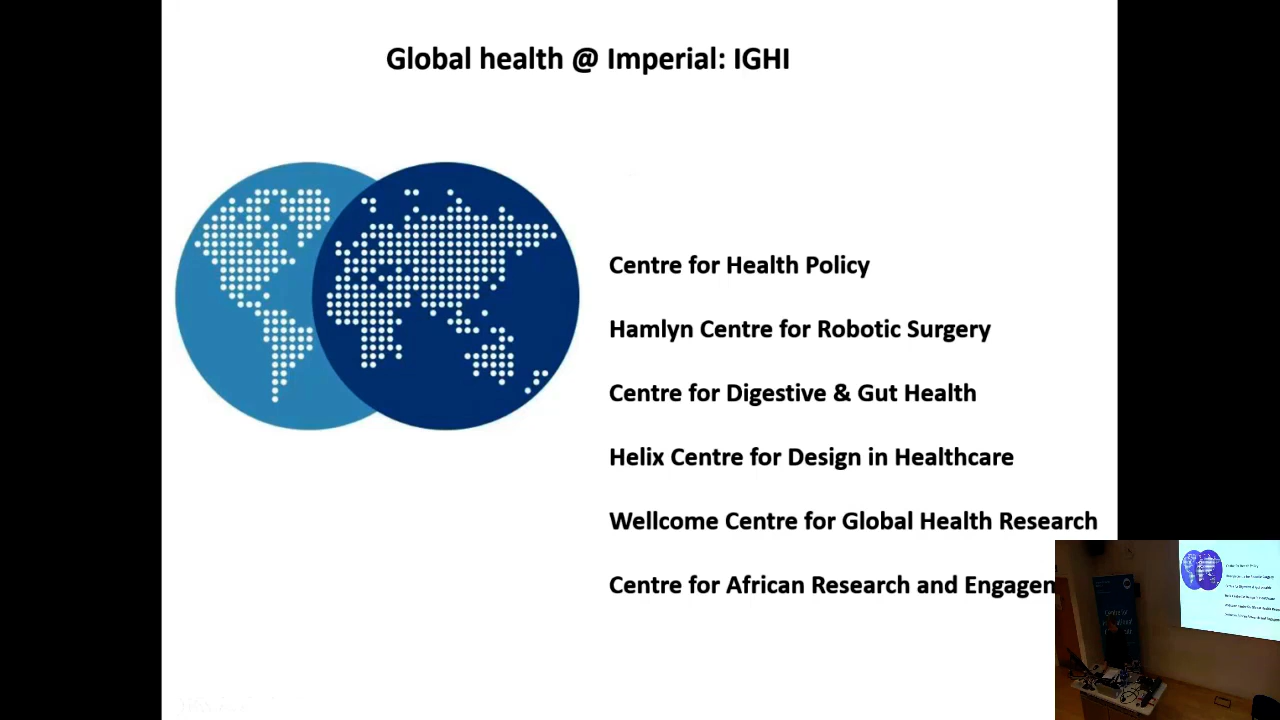 Global health @ Imperial: IGHI
Centre for Health Policy
Hamlyn Centre for Robotic Surgery
Centre for Digestive & Gut Health
Helix Centre for Design in Healthcare
Wellcome Centre for Global Health Research
Centre for African Research and Engagem